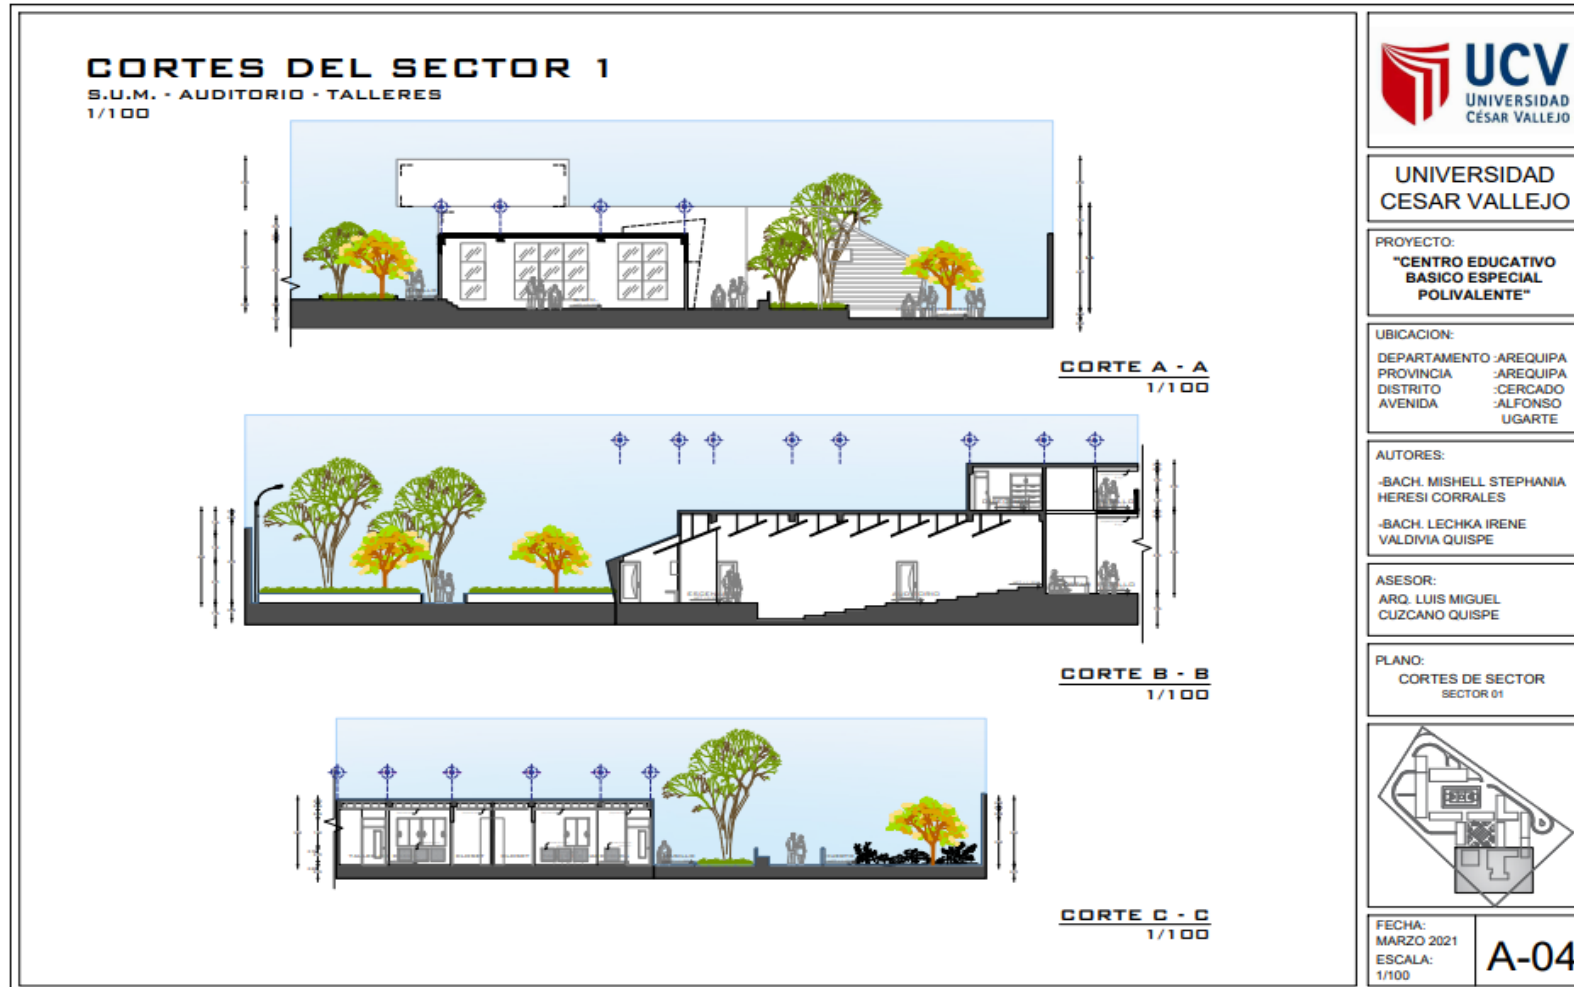 CORTES DEL SECTOR 1
S.U.M. - AUDITORIO - TALLERES
1/100
CORTE A - A
1/100
AUDITORIO
CORTE B - B
1/100
CLOSET
CLOSET
CORTE C - C
1/100
UCV
UNIVERSIDAD
CÉSAR VALLEJO
UNIVERSIDAD
CESAR VALLEJO
PROYECTO:
"CENTRO EDUCATIVO
BASICO ESPECIAL
POLIVALENTE"
UBICACION:
DEPARTAMENTO :AREQUIPA
PROVINCIA :AREQUIPA
DISTRITO :CERCADO
AVENIDA :ALFONSO
UGARTE
AUTORES:
-BACH. MISHELL STEPHANIA
HERESI CORRALES
-BACH. LECHKA IRENE
VALDIVIA QUISPE
ASESOR:
ARQ. LUIS MIGUEL
CUZCANO QUISPE
PLANO:
CORTES DE SECTOR
SECTOR 01
FECHA:
MARZO 2021
ESCALA:
1/100
A-04